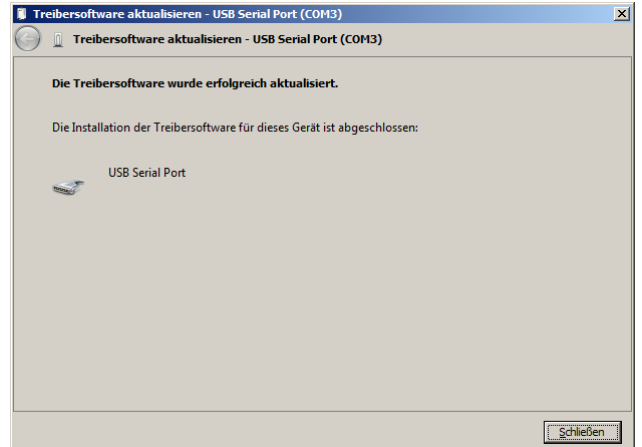 Treibersoftware aktualisieren - USB Serial Port (COM3)
Treibersoftware aktualisieren - USB Serial Port (COM3)
Die Treibersoftware wurde erfolgreich aktualisiert.
Die Installation der Treibersoftware für dieses Gerät ist abgeschlossen:
USB Serial Port
Schließen